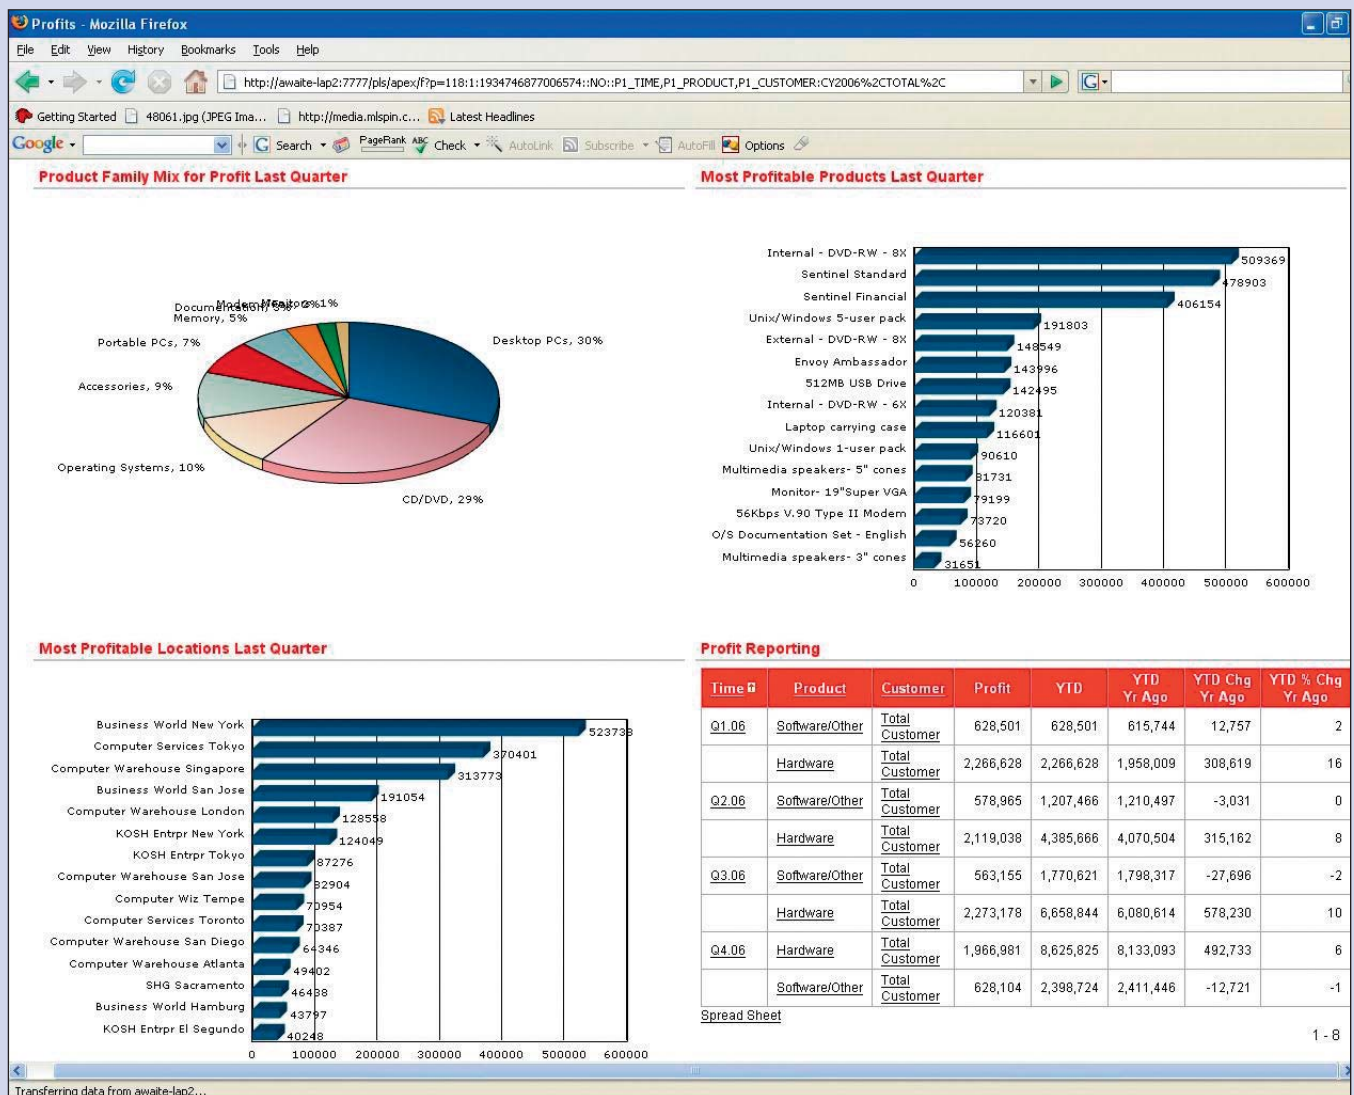 Profits - Mozilla Firefox
File Edit View History Bookmarks Tools Help
http://awaite-lap2:7777/pls/apex/f?p=118:1:1934746877006574::NO::P1_TIME,P1_PRODUCT,P1_CUSTOMER:CY2006%2CTOTAL%2C
Getting Started 48061.jpg (JPEG Ima... http://media.mlspin.c... Latest Headlines
Google Search PageRank ABC Check AutoLink Subscribe AutoFill Options
Product Family Mix for Profit Last Quarter
Memory, 5%
Portable PCs, 7%
Desktop PCs, 30%
Accessories, 9%
Operating Systems, 10%
CD/DVD, 29%
Most Profitable Products Last Quarter
Internal - DVD-RW - 8X 509369
Sentinel Standard 478903
Sentinel Financial 406154
Unix/Windows 5-user pack 191803
External - DVD-RW - 8X 148549
Envoy Ambassador 143996
512MB USB Drive 142495
Internal - DVD-RW - 6X 120381
Laptop carrying case 116601
Unix/Windows 1-user pack 90610
Multimedia speakers- 5" cones 81731
Monitor- 19"Super VGA 79199
56Kbps V.90 Type II Modem 73720
O/S Documentation Set - English 56260
Multimedia speakers- 3" cones 31651
0 100000 200000 300000 400000 500000 600000
Most Profitable Locations Last Quarter
Business World New York 523738
Computer Services Tokyo 370401
Computer Warehouse Singapore 313773
Business World San Jose 191054
Computer Warehouse London 128558
KOSH Entrpr New York 124049
KOSH Entrpr Tokyo 87276
Computer Warehouse San Jose 82904
Computer Wiz Tempe 70954
Computer Services Toronto 70387
Computer Warehouse San Diego 64346
Computer Warehouse Atlanta 49402
SHG Sacramento 46438
Business World Hamburg 43797
KOSH Entrpr El Segundo 40248
0 100000 200000 300000 400000 500000 600000
Profit Reporting
Time Product Customer Profit YTD YTD Yr Ago YTD Chg Yr Ago YTD % Chg Yr Ago
Q1.06 Software/Other Total Customer 628,501 628,501 615,744 12,757 2
Hardware Total Customer 2,266,628 2,266,628 1,958,009 308,619 16
Q2.06 Software/Other Total Customer 578,965 1,207,466 1,210,497 -3,031 0
Hardware Total Customer 2,119,038 4,385,666 4,070,504 315,162 8
Q3.06 Software/Other Total Customer 563,155 1,770,621 1,798,317 -27,696 -2
Hardware Total Customer 2,273,178 6,658,844 6,080,614 578,230 10
Q4.06 Hardware Total Customer 1,966,981 8,625,825 8,133,093 492,733 6
Software/Other Total Customer 628,104 2,398,724 2,411,446 -12,721 -1
Spread Sheet
1 - 8
Transferring data from awaite-lap2...